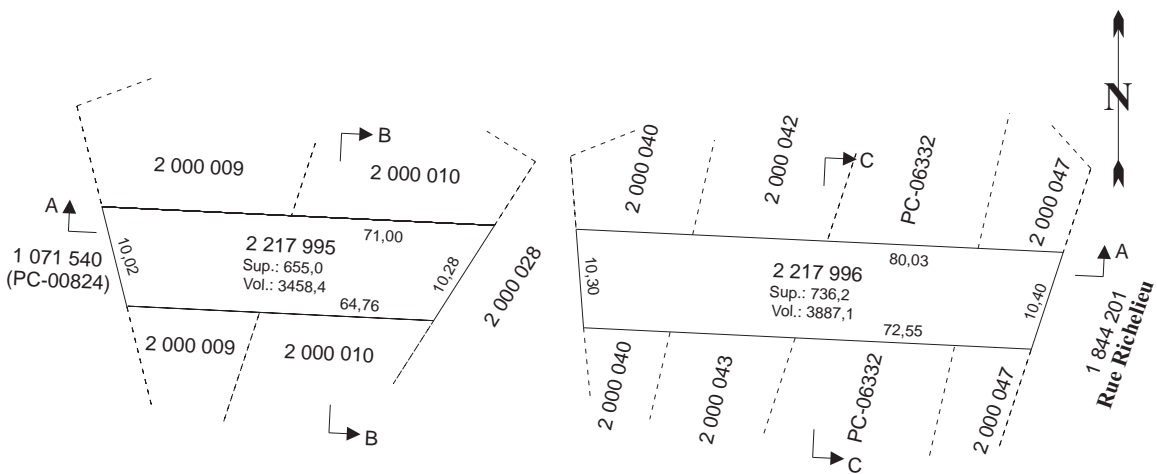 N
B
2 000 009
2 000 010
A
71,00
1 071 540
(PC-00824)
10,02
2 217 995
Sup.: 655,0
Vol.: 3458,4
10,28
2 000 028
64,76
2 000 009
2 000 010
B
2 000 040
2 000 042
C
PC-06332
2 000 047
A
80,03
10,30
2 217 996
Sup.: 736,2
Vol.: 3887,1
10,40
72,55
1 844 201
Rue Richelieu
2 000 040
2 000 043
PC-06332
2 000 047
C